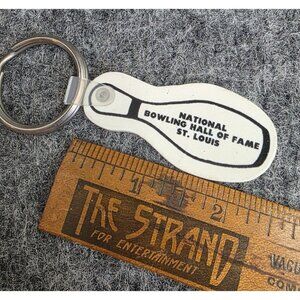 NATIONAL
BOWLING HALL OF FAME
ST. LOUIS
1 2
THE STRAND
FOR ENTERTAINMENT